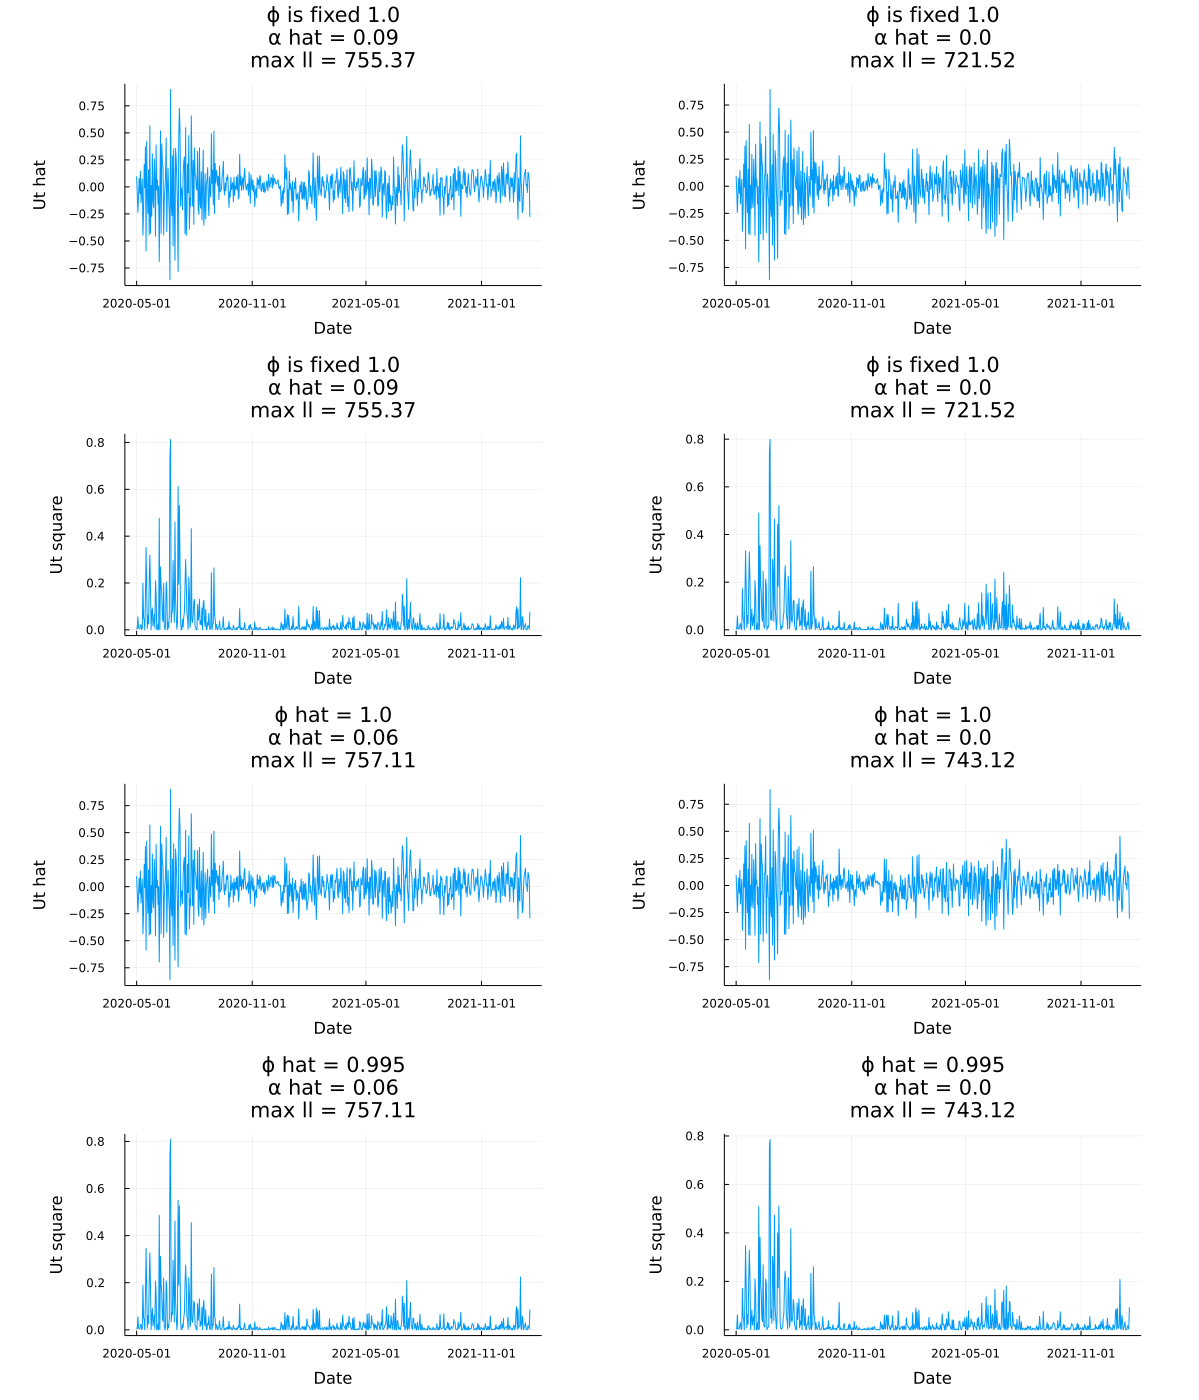 ϕ is fixed 1.0
α hat = 0.09
max ll = 755.37
Ut hat
0.75
0.50
0.25
0.00
−0.25
−0.50
−0.75
2020-05-01 2020-11-01 2021-05-01 2021-11-01
Date
ϕ is fixed 1.0
α hat = 0.0
max ll = 721.52
Ut hat
0.75
0.50
0.25
0.00
−0.25
−0.50
−0.75
2020-05-01 2020-11-01 2021-05-01 2021-11-01
Date
ϕ is fixed 1.0
α hat = 0.09
max ll = 755.37
Ut square
0.8
0.6
0.4
0.2
0.0
2020-05-01 2020-11-01 2021-05-01 2021-11-01
Date
ϕ is fixed 1.0
α hat = 0.0
max ll = 721.52
Ut square
0.8
0.6
0.4
0.2
0.0
2020-05-01 2020-11-01 2021-05-01 2021-11-01
Date
ϕ hat = 1.0
α hat = 0.06
max ll = 757.11
Ut hat
0.75
0.50
0.25
0.00
−0.25
−0.50
−0.75
2020-05-01 2020-11-01 2021-05-01 2021-11-01
Date
ϕ hat = 1.0
α hat = 0.0
max ll = 743.12
Ut hat
0.75
0.50
0.25
0.00
−0.25
−0.50
−0.75
2020-05-01 2020-11-01 2021-05-01 2021-11-01
Date
ϕ hat = 0.995
α hat = 0.06
max ll = 757.11
Ut square
0.8
0.6
0.4
0.2
0.0
2020-05-01 2020-11-01 2021-05-01 2021-11-01
Date
ϕ hat = 0.995
α hat = 0.0
max ll = 743.12
Ut square
0.8
0.6
0.4
0.2
0.0
2020-05-01 2020-11-01 2021-05-01 2021-11-01
Date